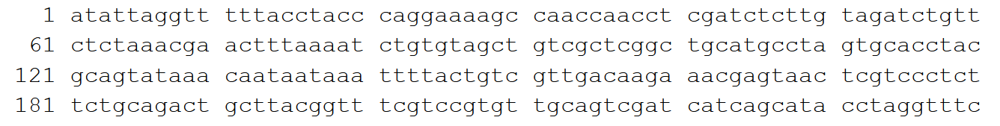 1 atattaggtt tttacctacc caggaaaagc caaccaacct cgatctcttg tagatctgtt
61 ctctaaacga actttaaaat ctgtgtagct gtcgctcggc tgcatgccta gtgcacctac
121 gcagtataaa caataataaa ttttactgtc gttgacaaga aacgagtaac tcgtccctct
181 tctgcagact gcttacggtt tcgtccgtgt tgcagtcgat catcagcata cctaggtttc